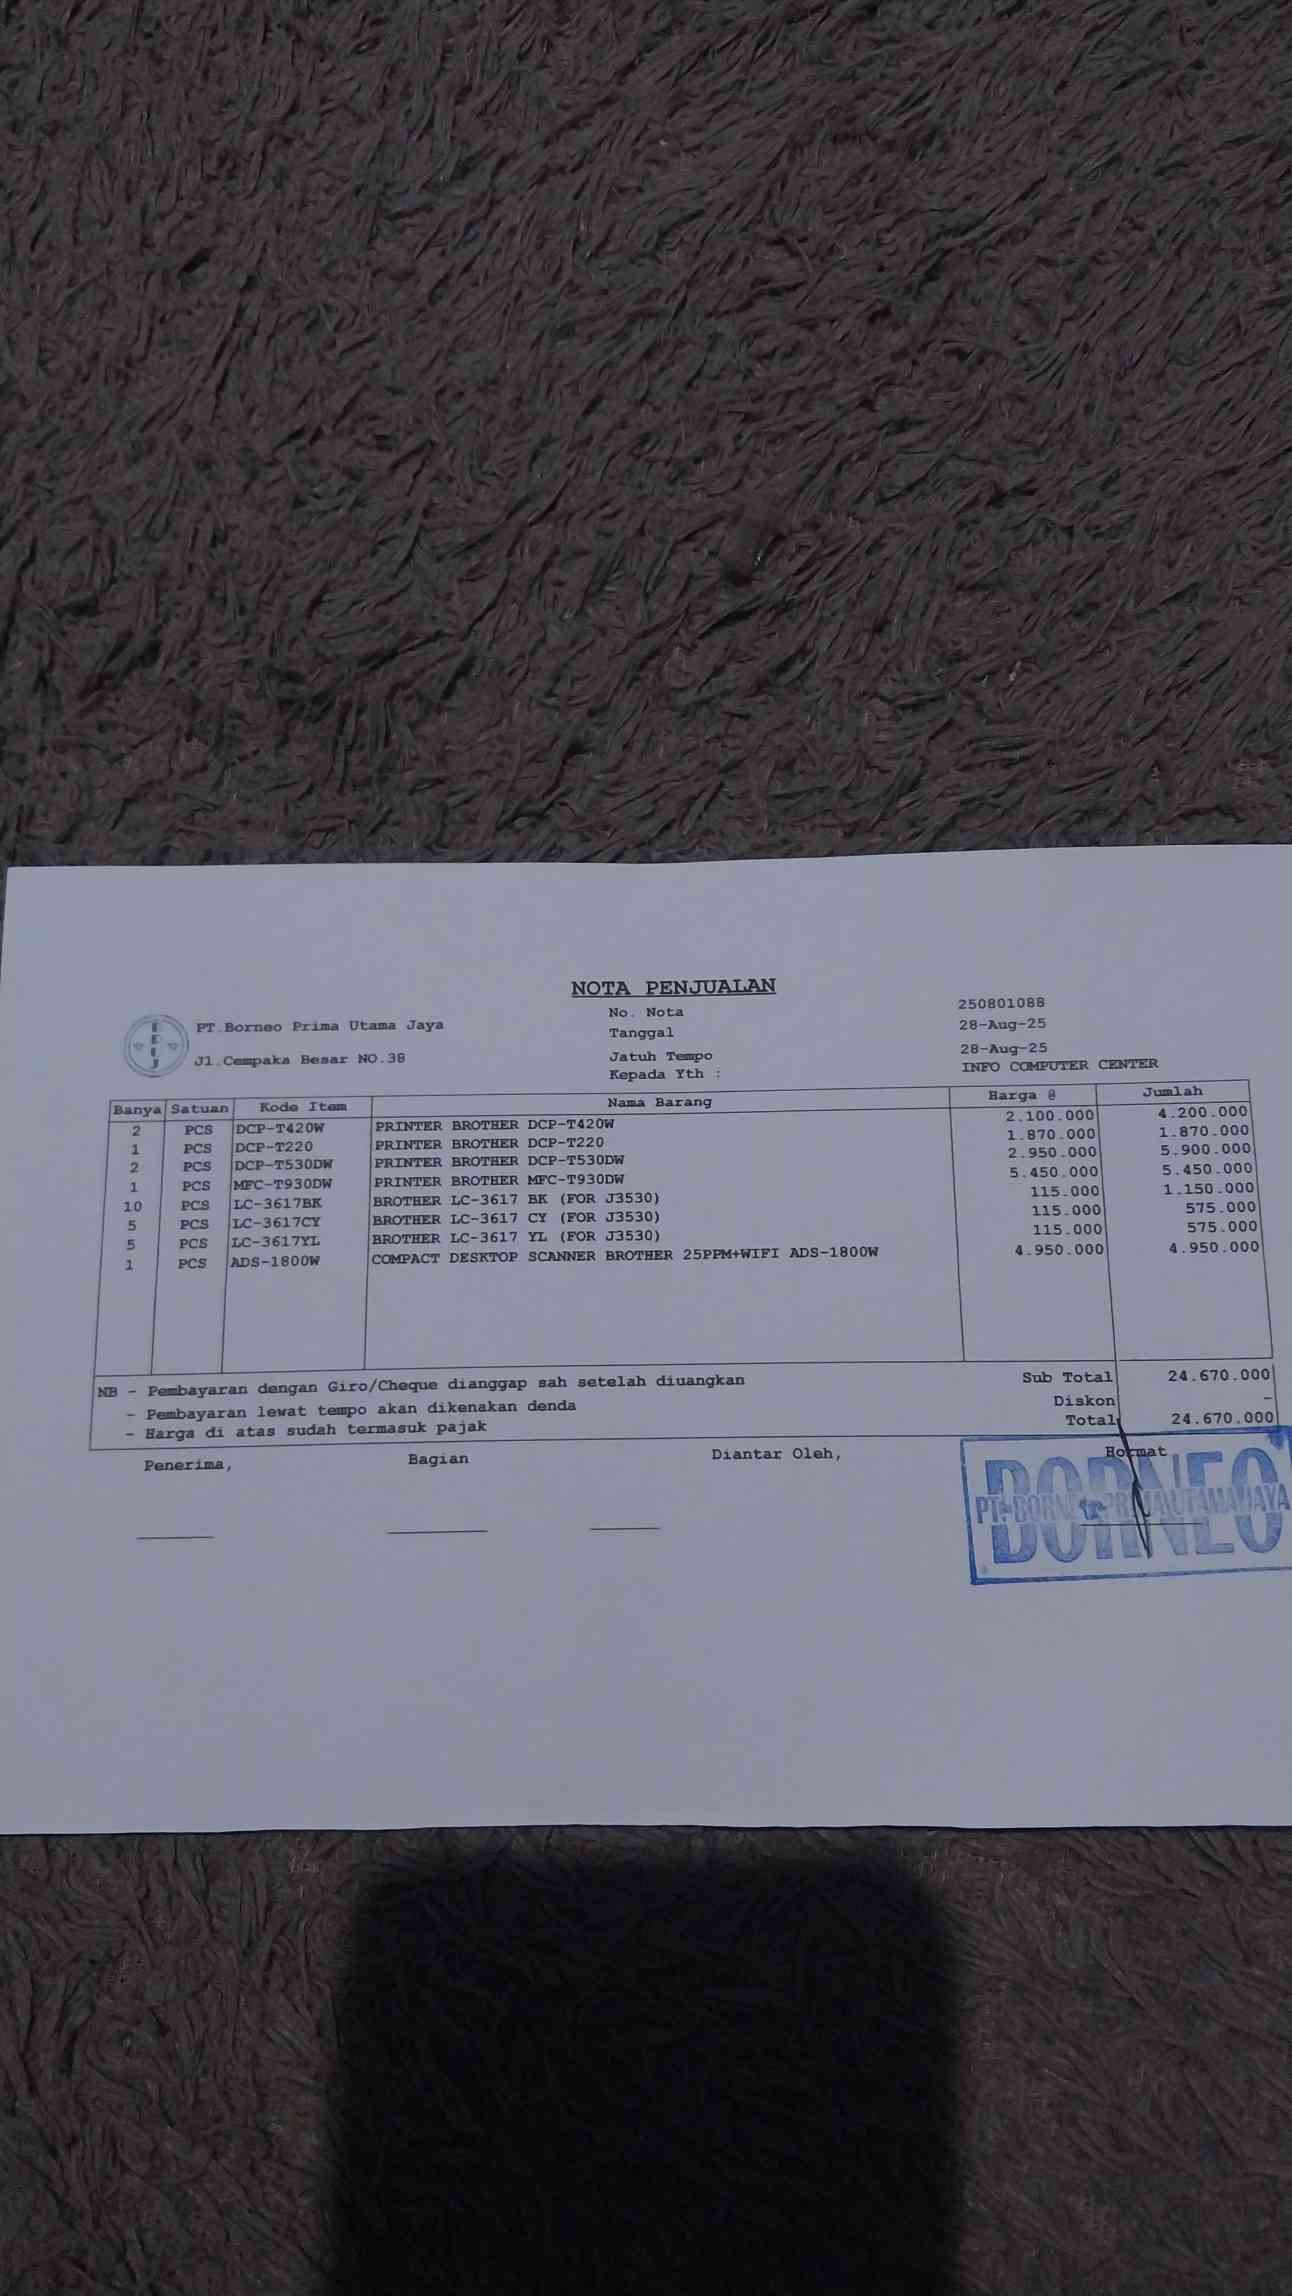 NOTA PENJUALAN
BPUJ
PT.Borneo Prima Utama Jaya
Jl.Cempaka Besar NO.38
No. Nota 250801088
Tanggal 28-Aug-25
Jatuh Tempo 28-Aug-25
Kepada Yth : INFO COMPUTER CENTER
Banya Satuan Kode Item Nama Barang Harga @ Jumlah
2 PCS DCP-T420W PRINTER BROTHER DCP-T420W 2.100.000 4.200.000
1 PCS DCP-T220 PRINTER BROTHER DCP-T220 1.870.000 1.870.000
2 PCS DCP-T530DW PRINTER BROTHER DCP-T530DW 2.950.000 5.900.000
1 PCS MFC-T930DW PRINTER BROTHER MFC-T930DW 5.450.000 5.450.000
10 PCS LC-3617BK BROTHER LC-3617 BK (FOR J3530) 115.000 1.150.000
5 PCS LC-3617CY BROTHER LC-3617 CY (FOR J3530) 115.000 575.000
5 PCS LC-3617YL BROTHER LC-3617 YL (FOR J3530) 115.000 575.000
1 PCS ADS-1800W COMPACT DESKTOP SCANNER BROTHER 25PPM+WIFI ADS-1800W 4.950.000 4.950.000
NB - Pembayaran dengan Giro/Cheque dianggap sah setelah diuangkan
- Pembayaran lewat tempo akan dikenakan denda
- Harga di atas sudah termasuk pajak
Sub Total 24.670.000
Diskon -
Total 24.670.000
Penerima, Bagian Diantar Oleh, Hormat
BORNEO
PT. BORNEO PRIMA UTAMA JAYA